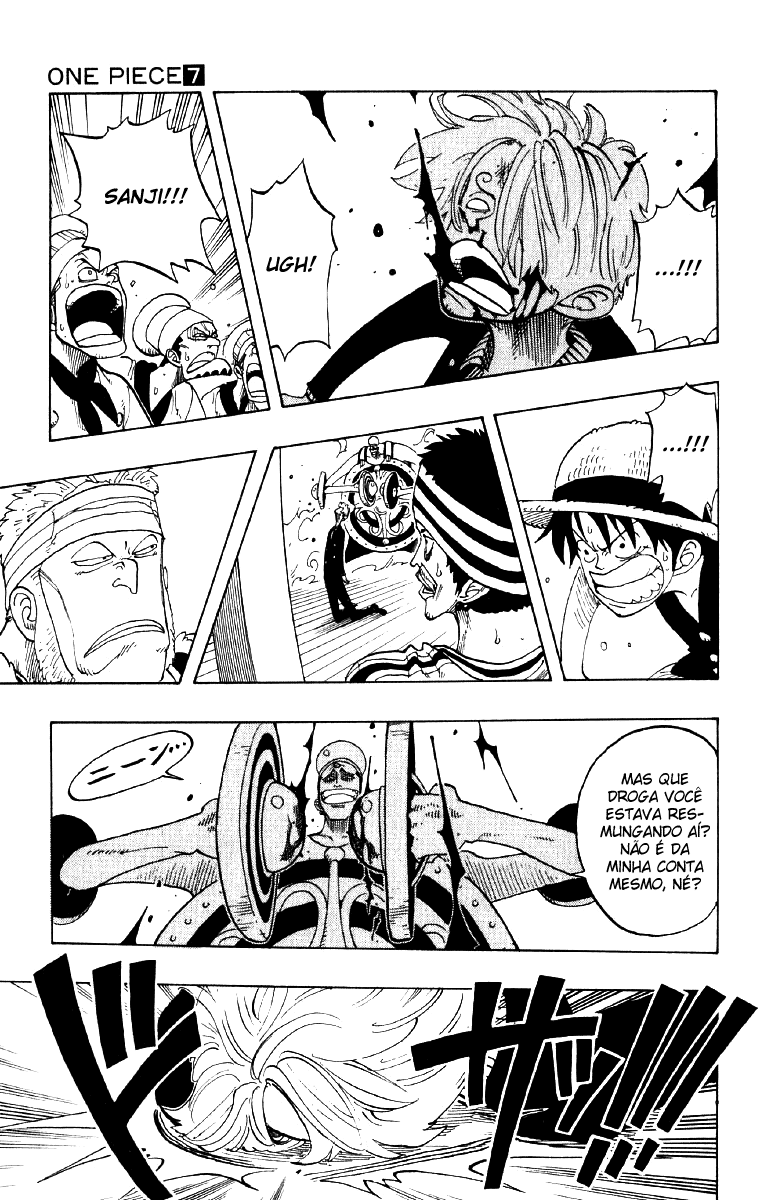 ONE PIECE 7
...!!!
UGH!
SANJI!!!
...!!!
MAS QUE
DROGA VOCÊ
ESTAVA RES-
MUNGANDO AÍ?
NÃO É DA
MINHA CONTA
MESMO, NÉ?
ニーッ
ドサッ!!!!